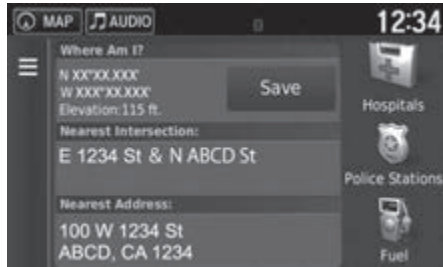 MAP AUDIO 12:34
Where Am I?
N XX°XX.XXX'
W XXX°XX.XXX'
Elevation:115 ft.
Save
Nearest Intersection:
E 1234 St & N ABCD St
Nearest Address:
100 W 1234 St
ABCD, CA 1234
Hospitals
Police Stations
Fuel